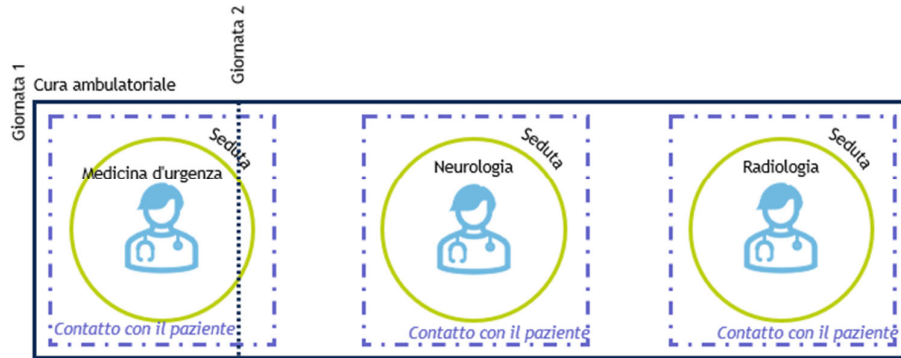 Giornata 1
Cura ambulatoriale
Giornata 2
Seduta
Medicina d'urgenza
Contatto con il paziente
Seduta
Neurologia
Contatto con il paziente
Seduta
Radiologia
Contatto con il paziente